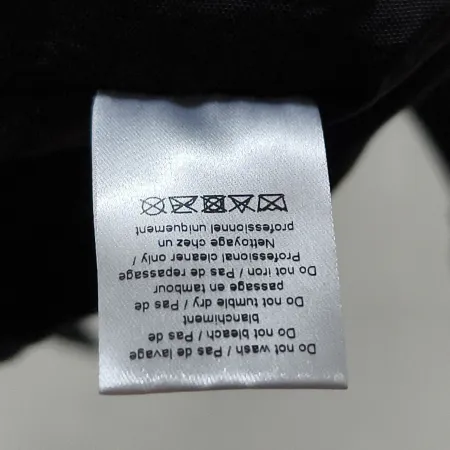 Do not wash / Pas de lavage
Do not bleach / Pas de
blanchiment
Do not tumble dry / Pas de
passage en tambour
Do not iron / Pas de repassage
Professional cleaner only /
Nettoyage chez un
professionnel uniquement